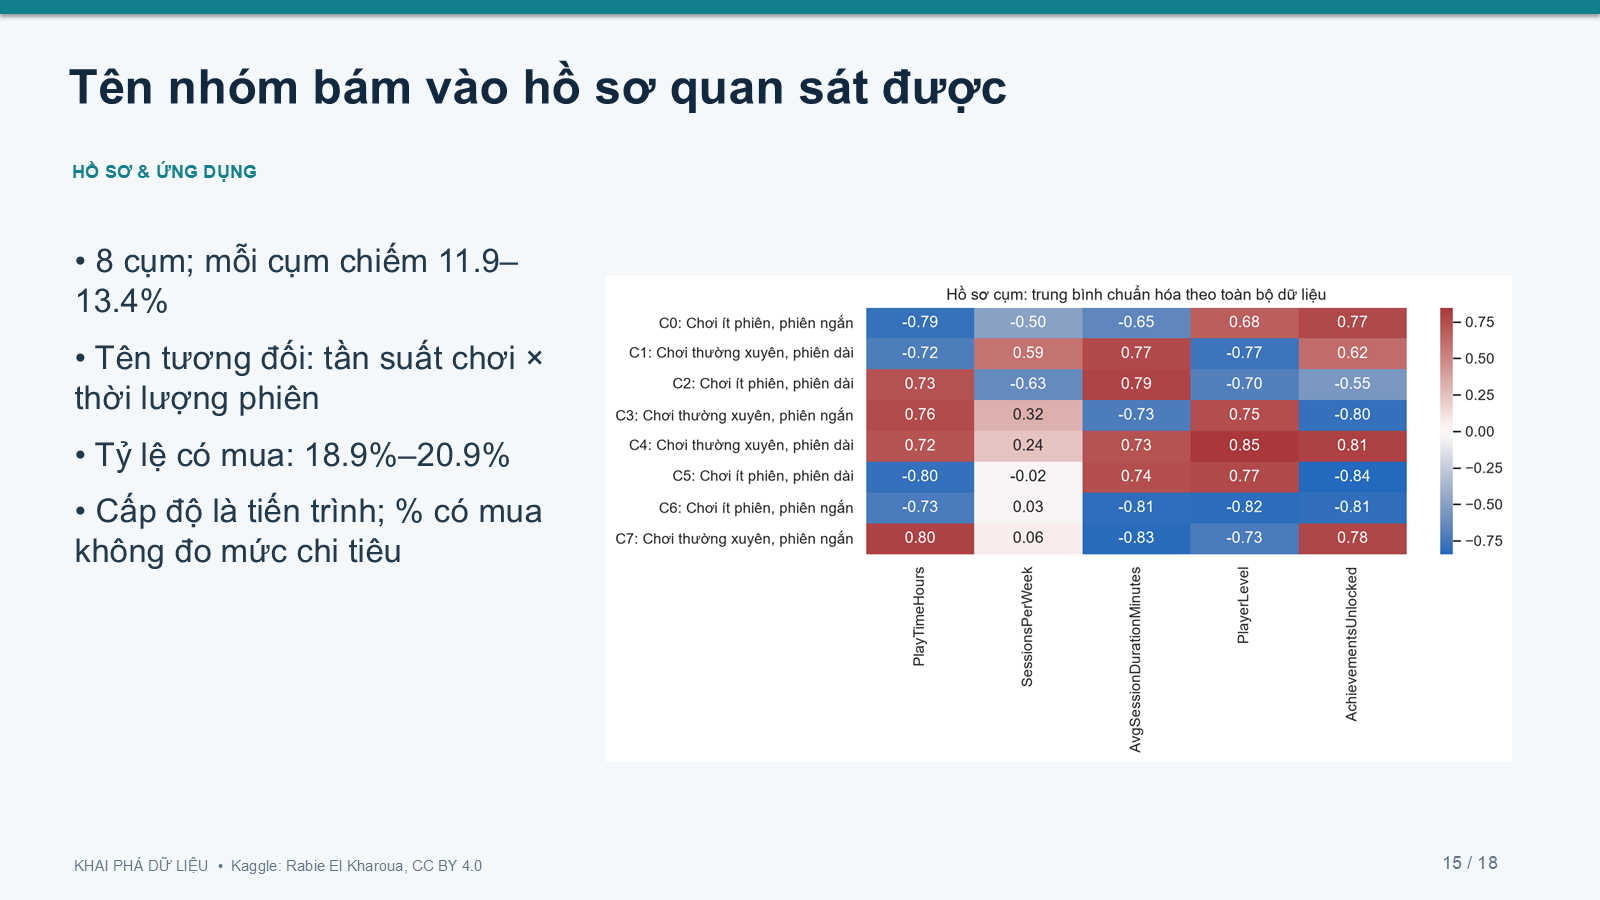 Tên nhóm bám vào hồ sơ quan sát được
HỒ SƠ & ỨNG DỤNG
• 8 cụm; mỗi cụm chiếm 11.9–
13.4%
• Tên tương đối: tần suất chơi ×
thời lượng phiên
• Tỷ lệ có mua: 18.9%–20.9%
• Cấp độ là tiến trình; % có mua
không đo mức chi tiêu
Hồ sơ cụm: trung bình chuẩn hóa theo toàn bộ dữ liệu
C0: Chơi ít phiên, phiên ngắn -0.79 -0.50 -0.65 0.68 0.77
C1: Chơi thường xuyên, phiên dài -0.72 0.59 0.77 -0.77 0.62
C2: Chơi ít phiên, phiên dài 0.73 -0.63 0.79 -0.70 -0.55
C3: Chơi thường xuyên, phiên ngắn 0.76 0.32 -0.73 0.75 -0.80
C4: Chơi thường xuyên, phiên dài 0.72 0.24 0.73 0.85 0.81
C5: Chơi ít phiên, phiên dài -0.80 -0.02 0.74 0.77 -0.84
C6: Chơi ít phiên, phiên ngắn -0.73 0.03 -0.81 -0.82 -0.81
C7: Chơi thường xuyên, phiên ngắn 0.80 0.06 -0.83 -0.73 0.78
PlayTimeHours
SessionsPerWeek
AvgSessionDurationMinutes
PlayerLevel
AchievementsUnlocked
0.75
0.50
0.25
0.00
−0.25
−0.50
−0.75
KHAI PHÁ DỮ LIỆU • Kaggle: Rabie El Kharoua, CC BY 4.0
15 / 18